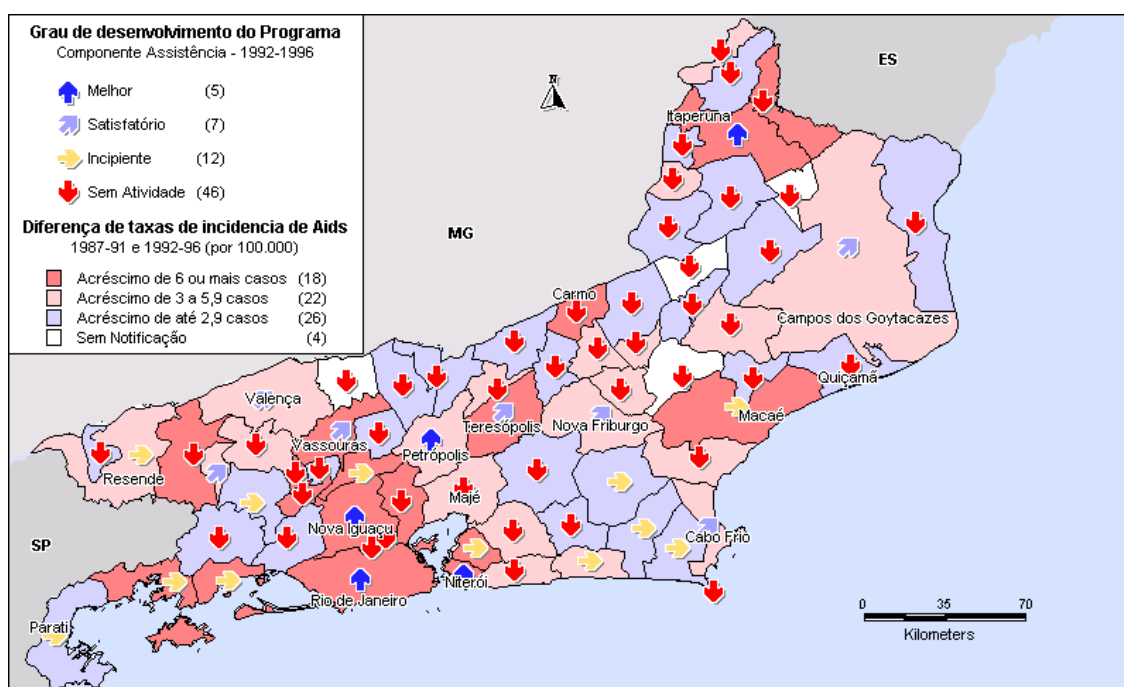 Grau de desenvolvimento do Programa
Componente Assistência - 1992-1996
Melhor (5)
Satisfatório (7)
Incipiente (12)
Sem Atividade (46)
Diferença de taxas de incidencia de Aids
1987-91 e 1992-96 (por 100.000)
Acréscimo de 6 ou mais casos (18)
Acréscimo de 3 a 5,9 casos (22)
Acréscimo de até 2,9 casos (26)
Sem Notificação (4)
N
ES
MG
SP
Itaperuna
Carmo
Campos dos Goytacazes
Quiçamã
Macaé
Valença
Vassouras
Teresópolis
Nova Friburgo
Petrópolis
Resende
Majé
Nova Iguaçu
Cabo Frio
Niterói
Rio de Janeiro
Parati
0 35 70
Kilometers